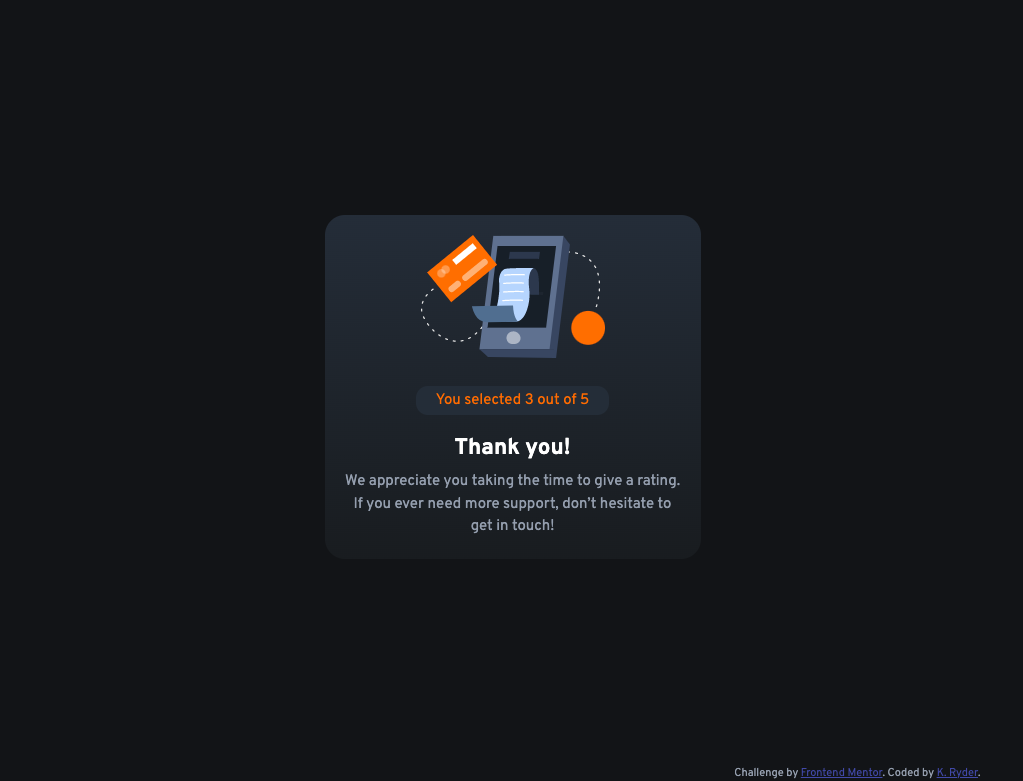 You selected 3 out of 5
Thank you!
We appreciate you taking the time to give a rating.
If you ever need more support, don’t hesitate to
get in touch!
Challenge by Frontend Mentor. Coded by K. Ryder.